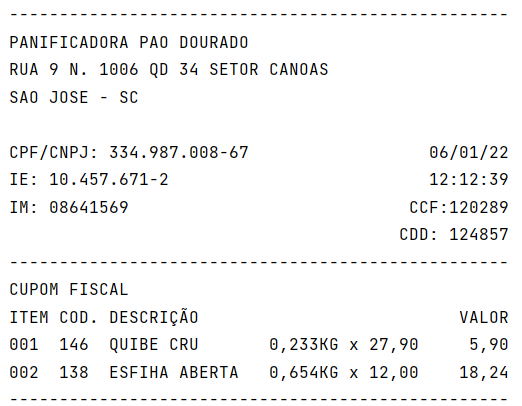 --------------------------------------------------
PANIFICADORA PAO DOURADO
RUA 9 N. 1006 QD 34 SETOR CANOAS
SAO JOSE - SC

CPF/CNPJ: 334.987.008-67                  06/01/22
IE: 10.457.671-2                          12:12:39
IM: 08641569                            CCF:120289
                                       CDD: 124857
--------------------------------------------------
CUPOM FISCAL
ITEM COD. DESCRIÇÃO                          VALOR
001  146  QUIBE CRU       0,233KG x 27,90     5,90
002  138  ESFIHA ABERTA   0,654KG x 12,00    18,24
--------------------------------------------------